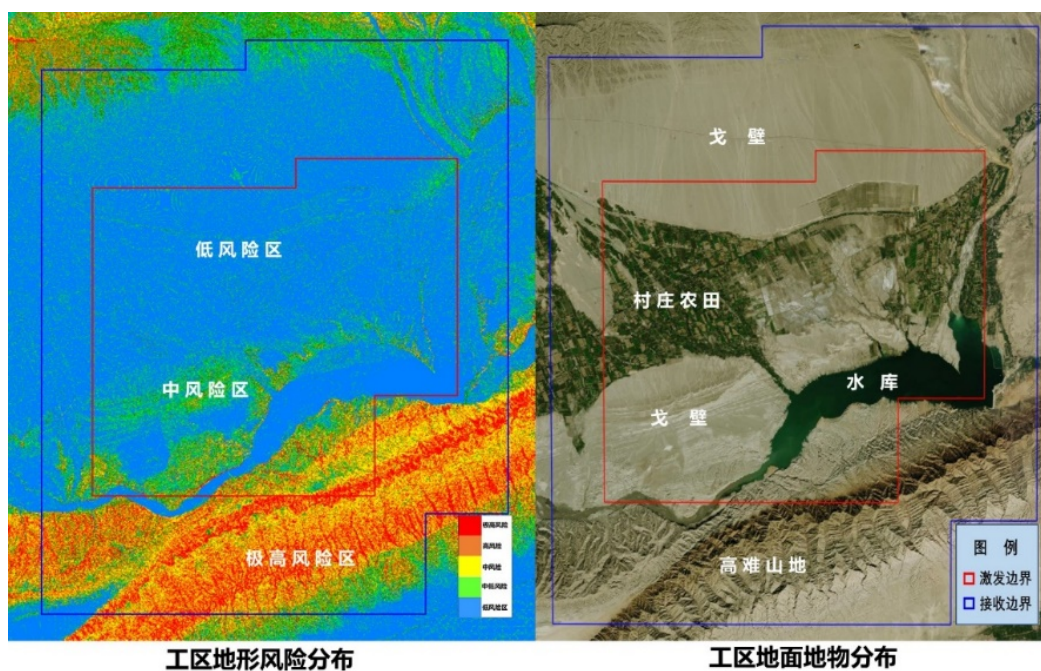 低风险区
中风险区
极高风险区
极高风险
高风险
中风险
中低风险
低风险区
工区地形风险分布
戈 壁
村庄农田
水 库
戈 壁
高难山地
图 例
激发边界
接收边界
工区地面地物分布